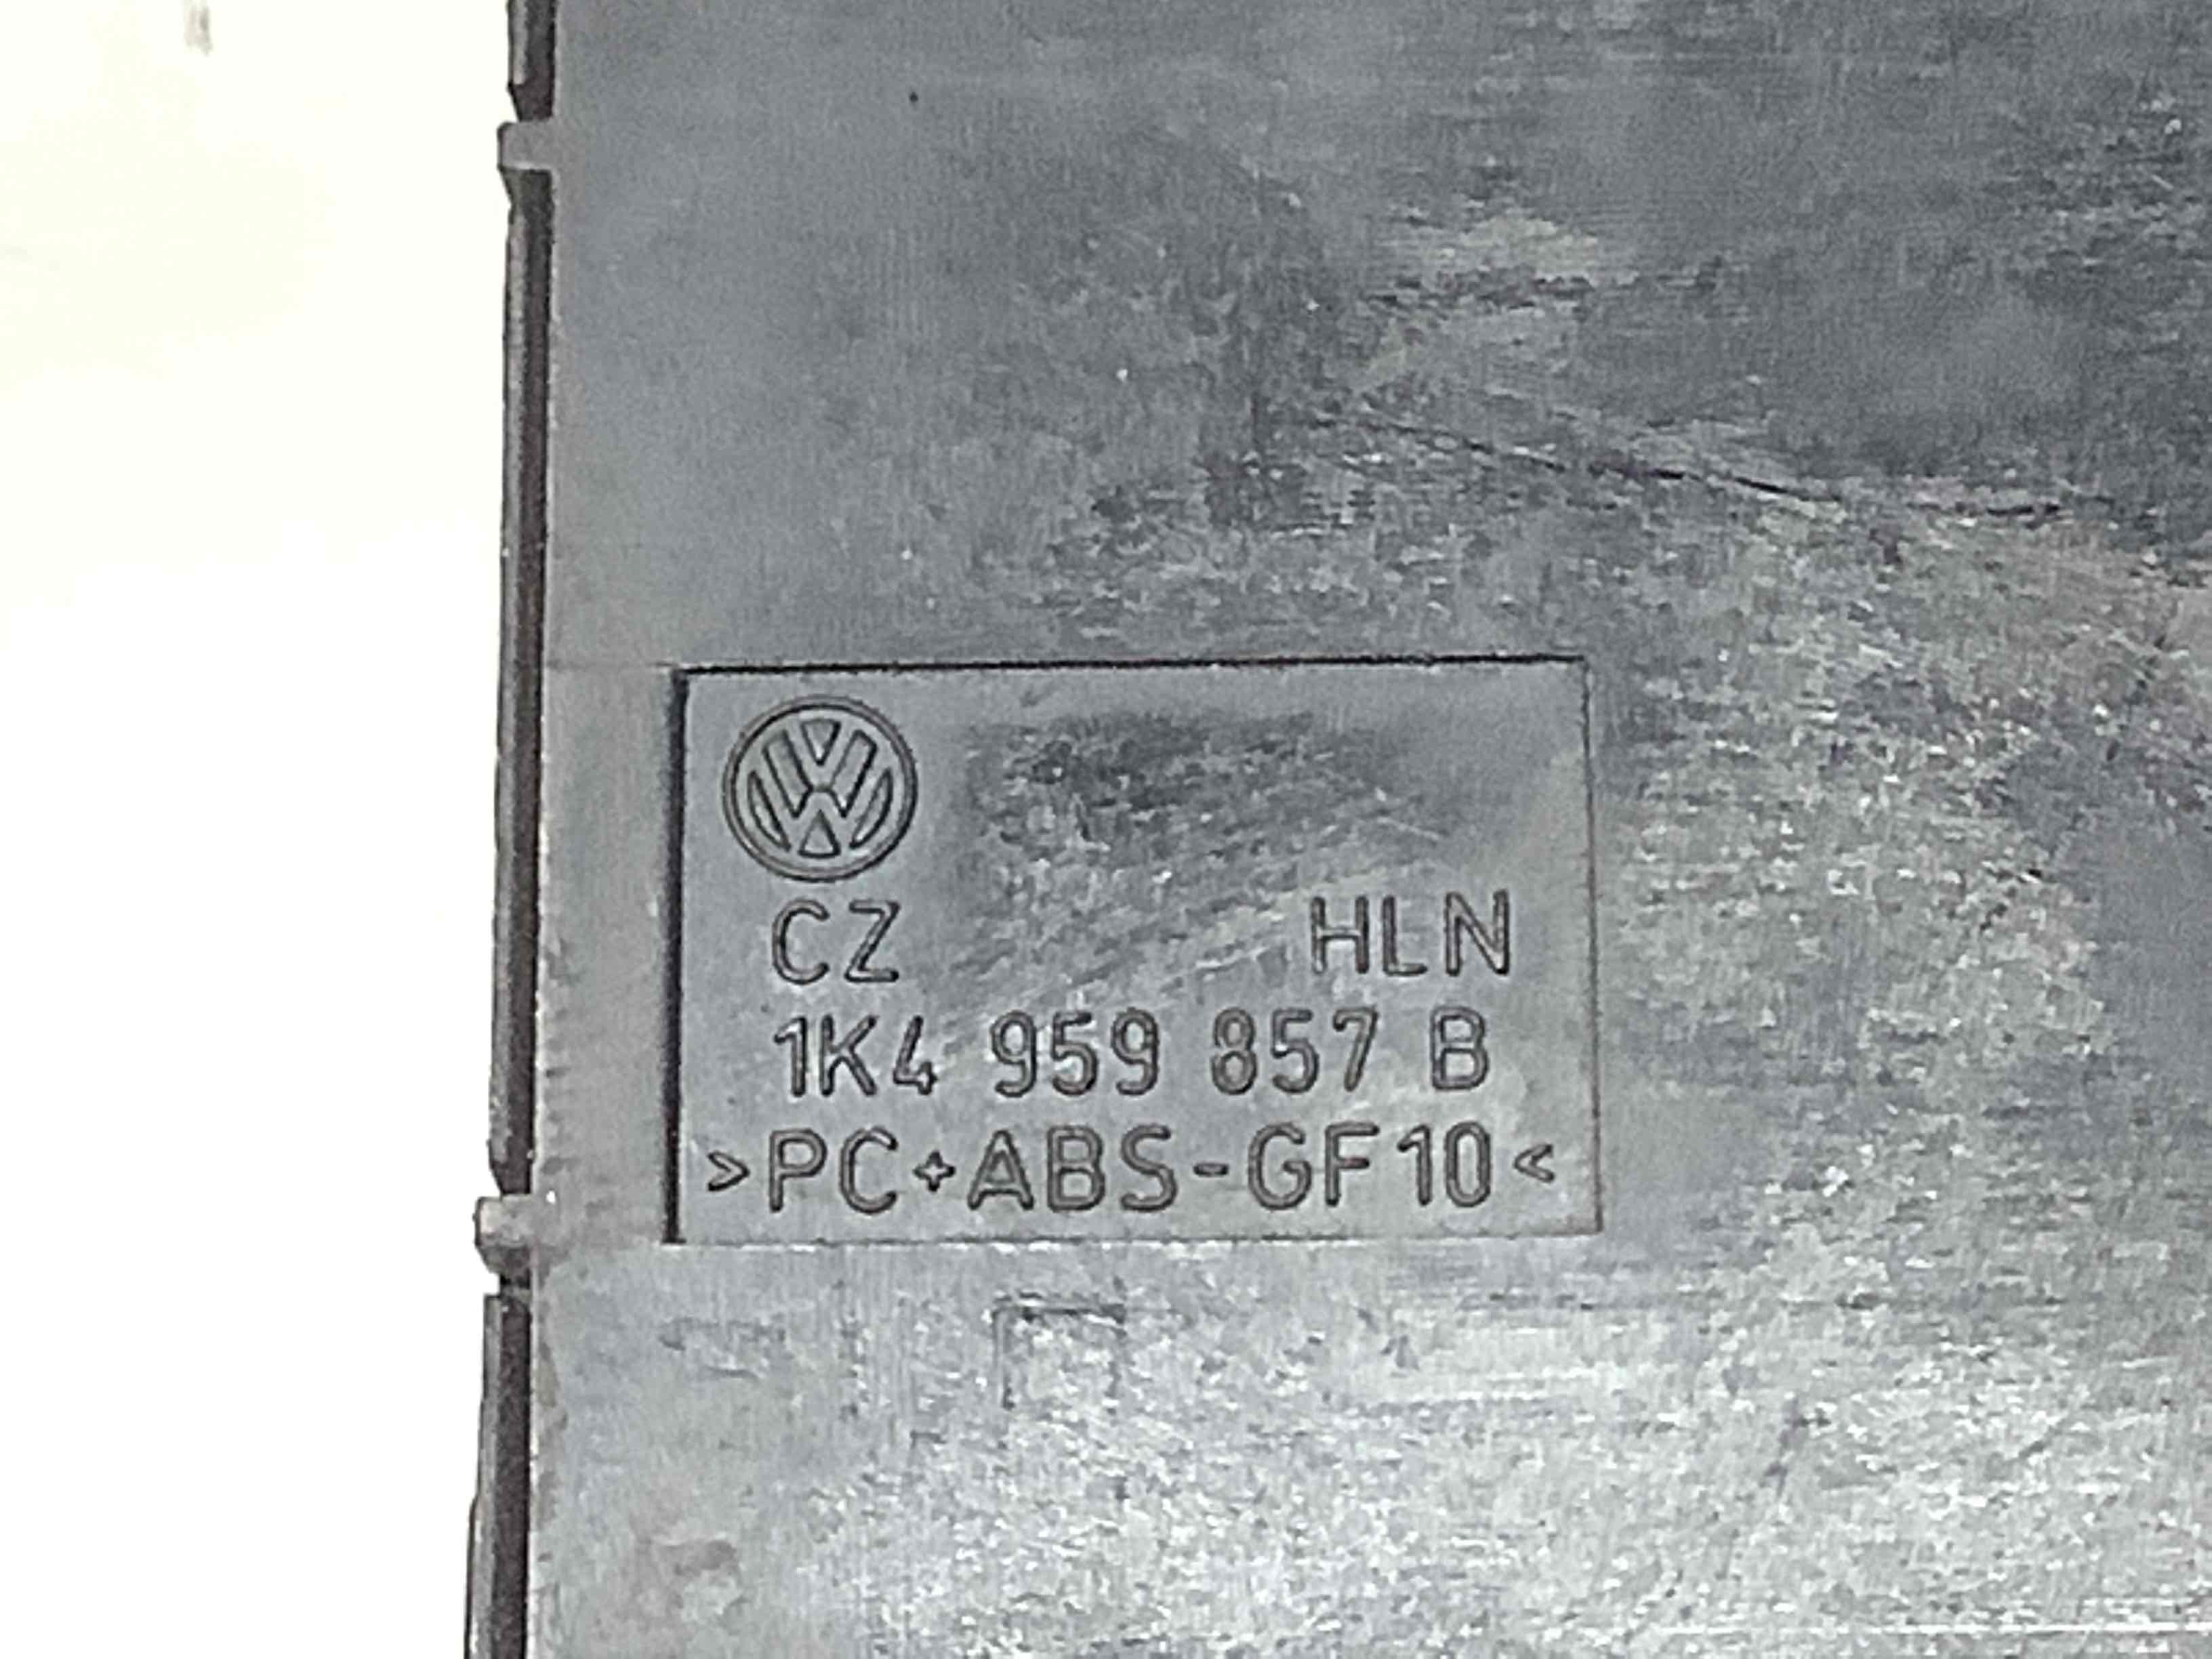 CZ HLN
1K4 959 857 B
>PC+ABS-GF10<